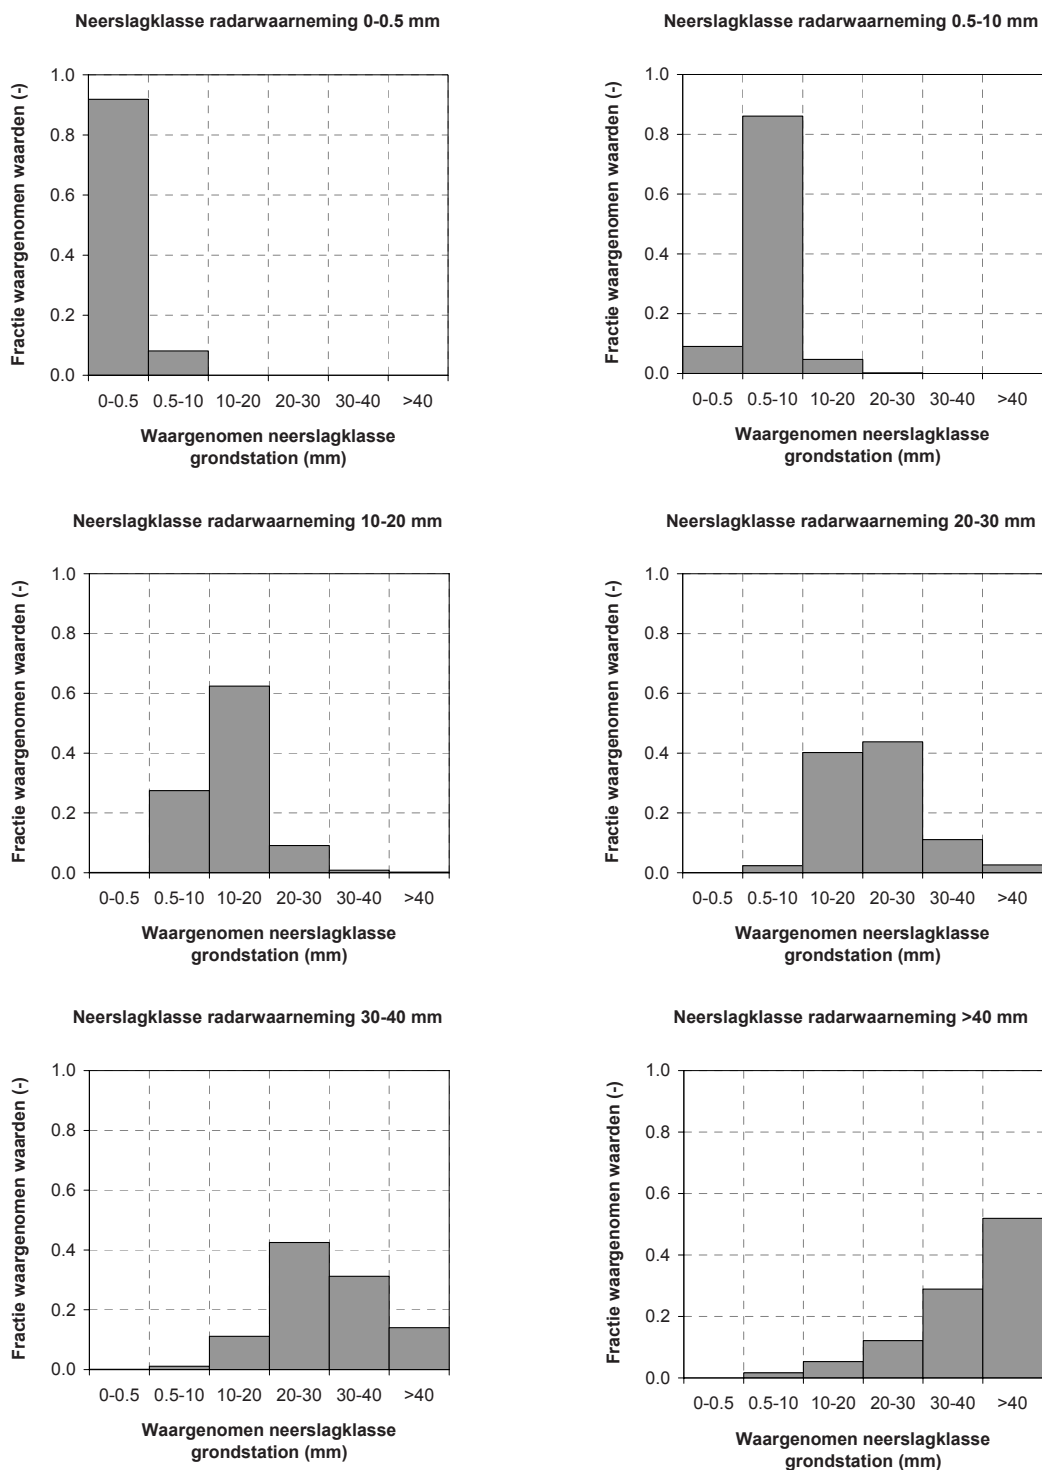 Neerslagklasse radarwaarneming 0-0.5 mm
Fractie waargenomen waarden (-)
1.0
0.8
0.6
0.4
0.2
0.0
0-0.5 0.5-10 10-20 20-30 30-40 >40
Waargenomen neerslagklasse
grondstation (mm)
Neerslagklasse radarwaarneming 0.5-10 mm
Fractie waargenomen waarden (-)
1.0
0.8
0.6
0.4
0.2
0.0
0-0.5 0.5-10 10-20 20-30 30-40 >40
Waargenomen neerslagklasse
grondstation (mm)
Neerslagklasse radarwaarneming 10-20 mm
Fractie waargenomen waarden (-)
1.0
0.8
0.6
0.4
0.2
0.0
0-0.5 0.5-10 10-20 20-30 30-40 >40
Waargenomen neerslagklasse
grondstation (mm)
Neerslagklasse radarwaarneming 20-30 mm
Fractie waargenomen waarden (-)
1.0
0.8
0.6
0.4
0.2
0.0
0-0.5 0.5-10 10-20 20-30 30-40 >40
Waargenomen neerslagklasse
grondstation (mm)
Neerslagklasse radarwaarneming 30-40 mm
Fractie waargenomen waarden (-)
1.0
0.8
0.6
0.4
0.2
0.0
0-0.5 0.5-10 10-20 20-30 30-40 >40
Waargenomen neerslagklasse
grondstation (mm)
Neerslagklasse radarwaarneming >40 mm
Fractie waargenomen waarden (-)
1.0
0.8
0.6
0.4
0.2
0.0
0-0.5 0.5-10 10-20 20-30 30-40 >40
Waargenomen neerslagklasse
grondstation (mm)